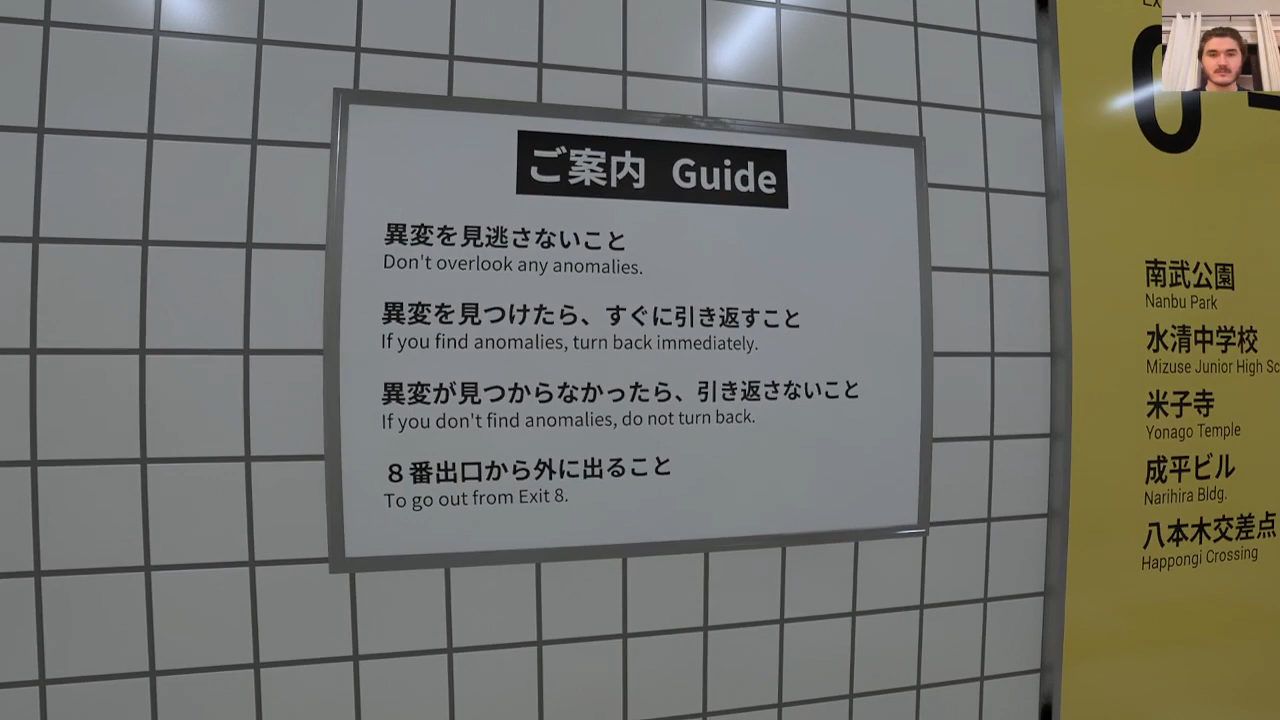 ご案内 Guide
異変を見逃さないこと
Don't overlook any anomalies.
異変を見つけたら、すぐに引き返すこと
If you find anomalies, turn back immediately.
異変が見つからなかったら、引き返さないこと
If you don't find anomalies, do not turn back.
8番出口から外に出ること
To go out from Exit 8.
0
南武公園
Nanbu Park
水清中学校
Mizuse Junior High Sc
米子寺
Yonago Temple
成平ビル
Narihira Bldg.
八本木交差点
Happongi Crossing